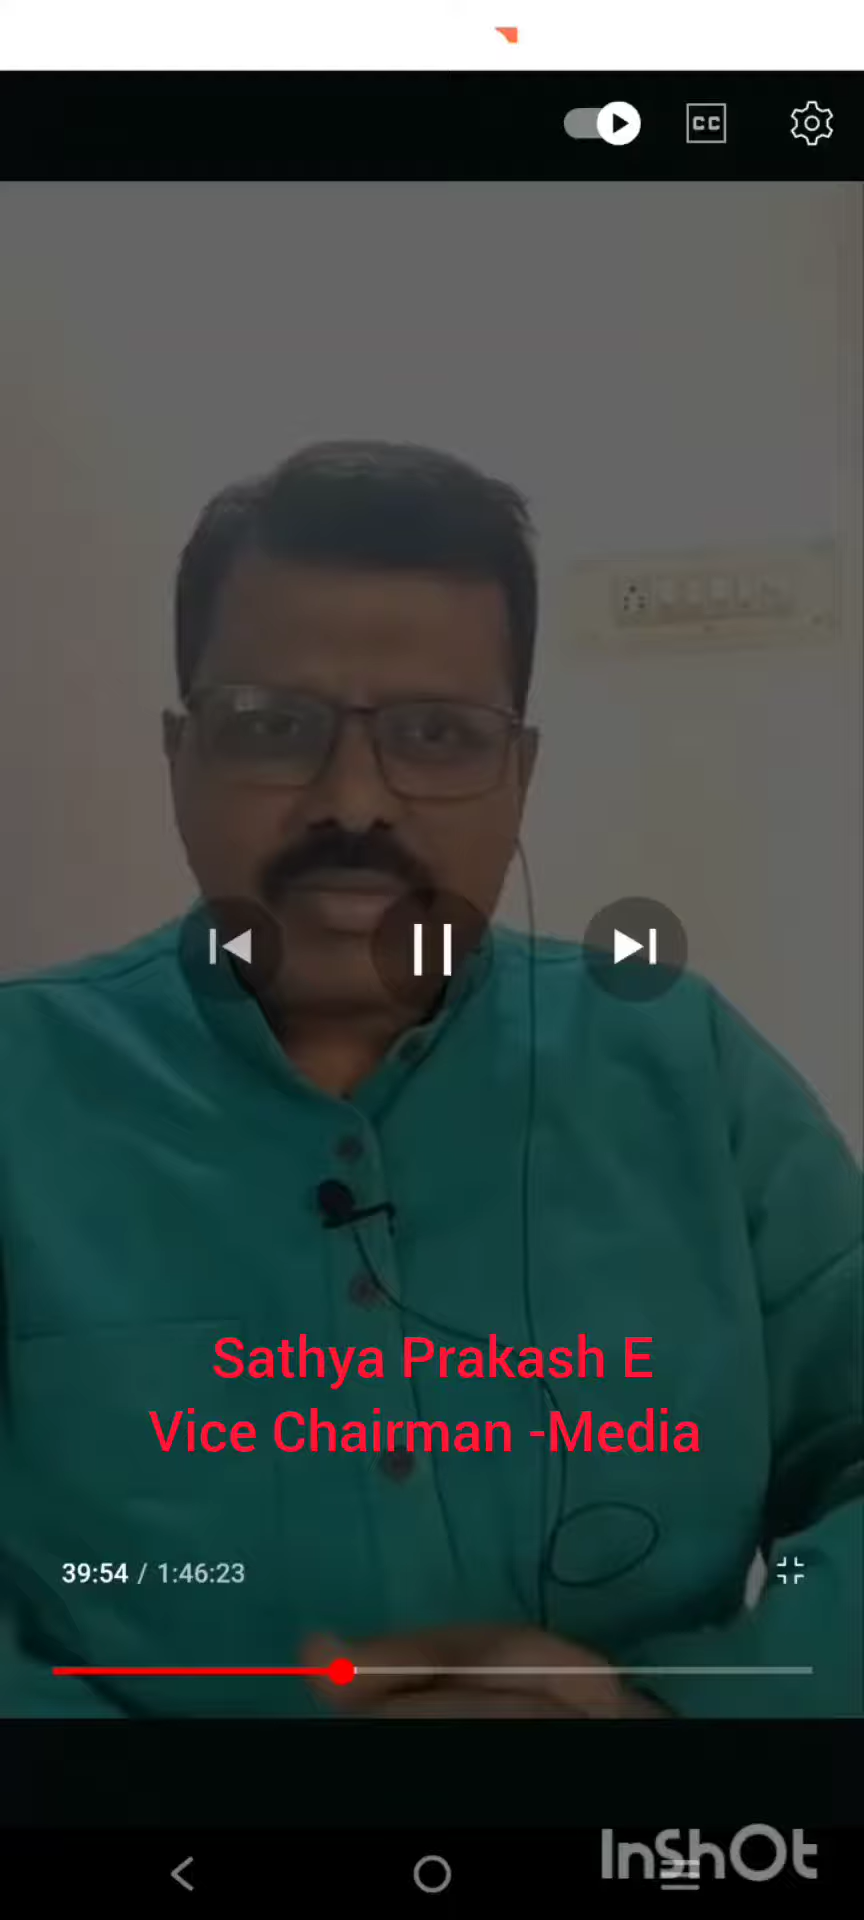 CC
Sathya Prakash E
Vice Chairman -Media
39:54 / 1:46:23
InShOt